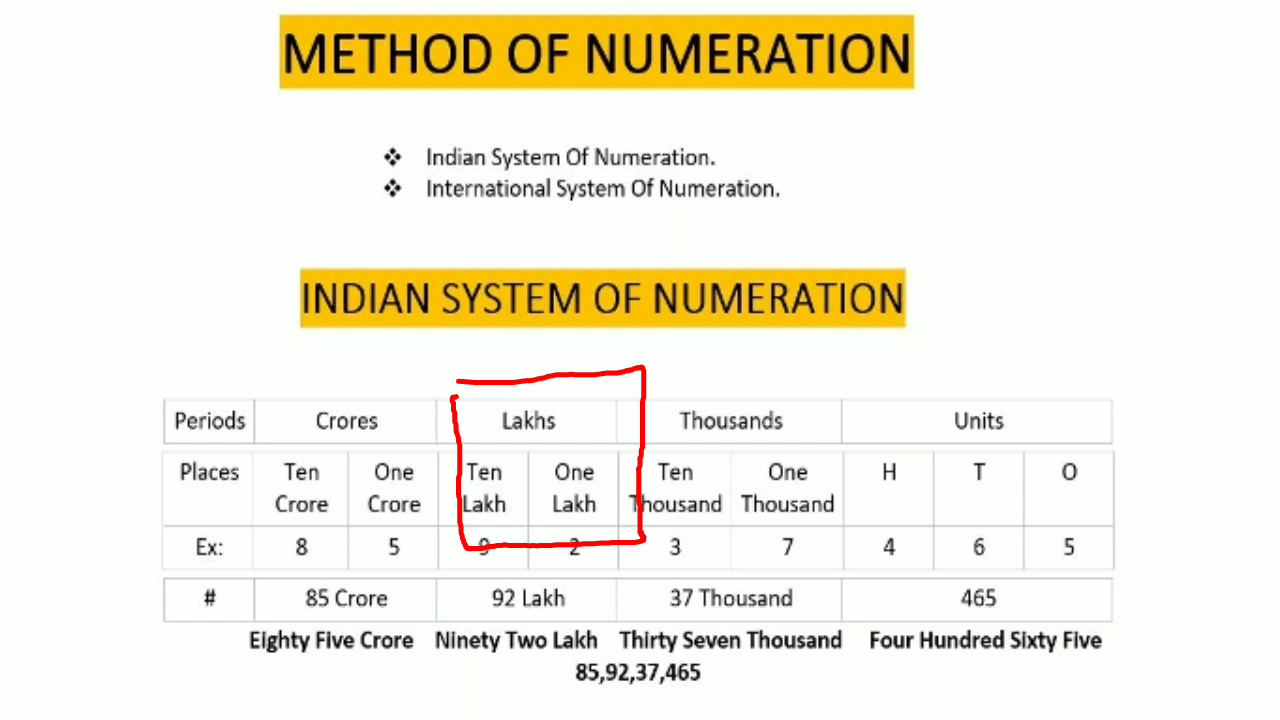 METHOD OF NUMERATION
Indian System Of Numeration.
International System Of Numeration.
INDIAN SYSTEM OF NUMERATION
Periods Crores Lakhs Thousands Units
Places Ten Crore One Crore Ten Lakh One Lakh Ten Thousand One Thousand H T O
Ex: 8 5 9 2 3 7 4 6 5
# 85 Crore 92 Lakh 37 Thousand 465
Eighty Five Crore Ninety Two Lakh Thirty Seven Thousand Four Hundred Sixty Five
85,92,37,465